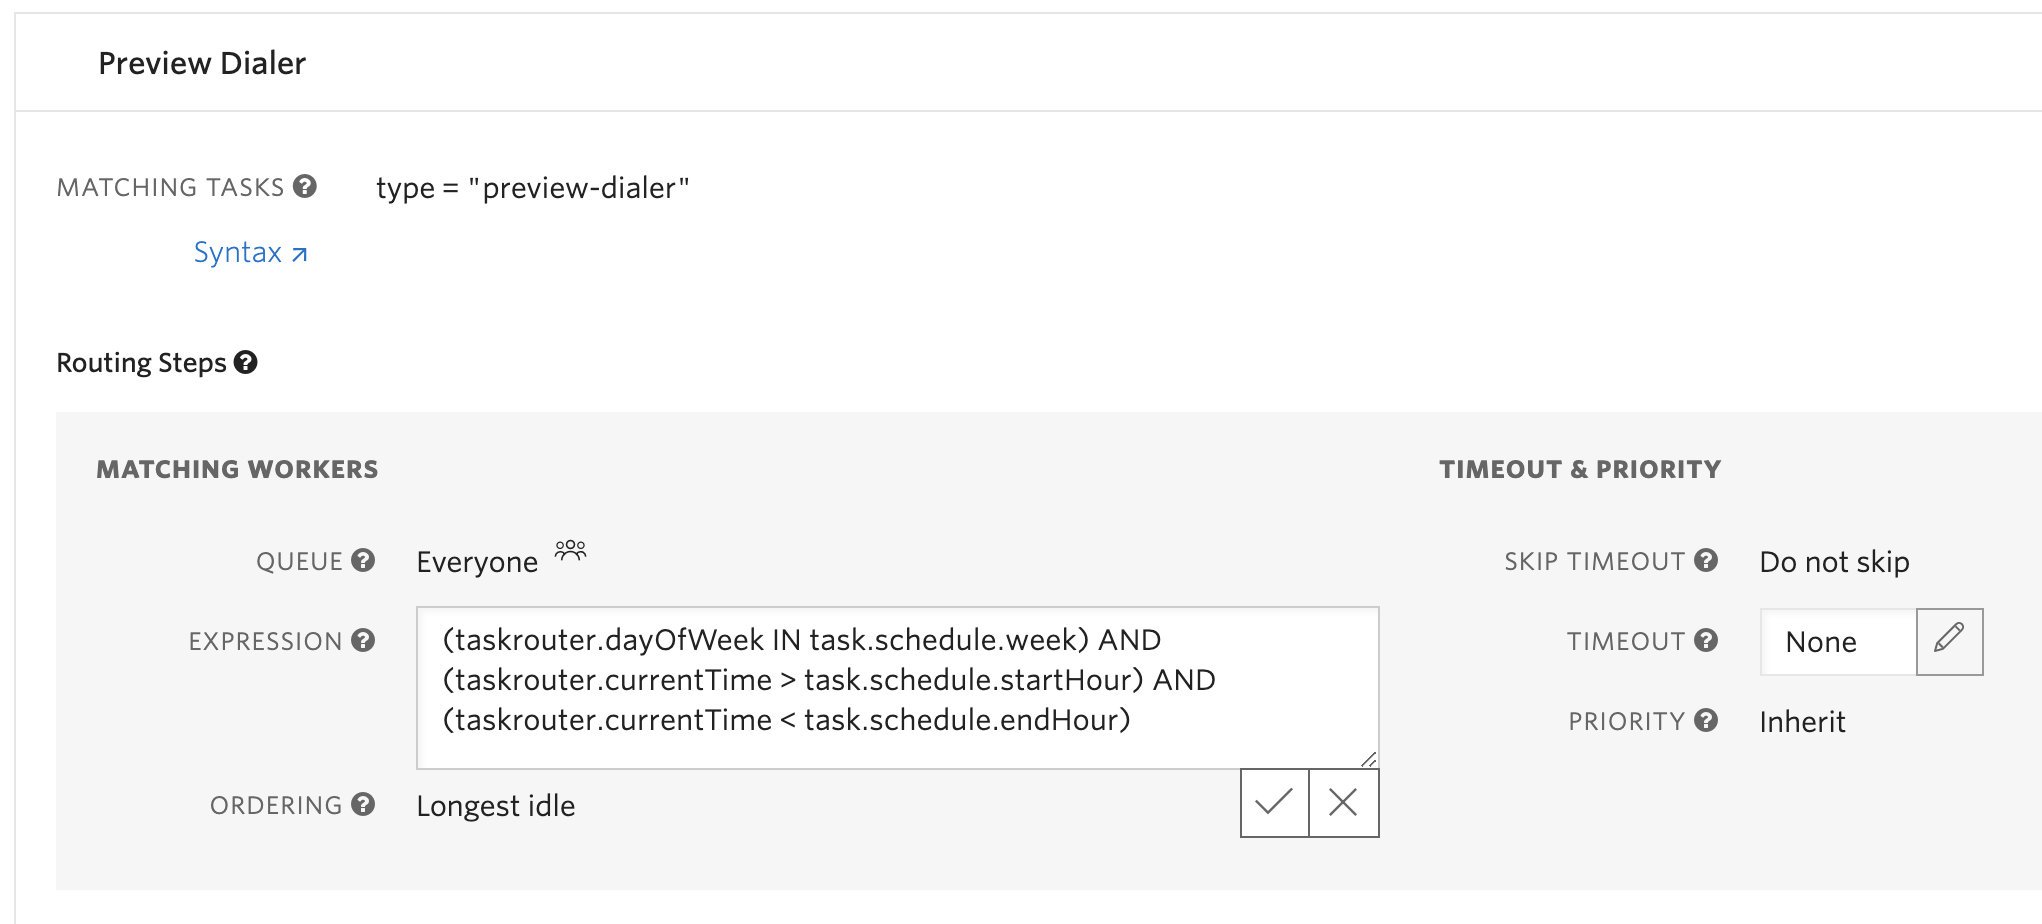 Preview Dialer
MATCHING TASKS ? type = "preview-dialer"
Syntax ↗
Routing Steps ?
MATCHING WORKERS
QUEUE ? Everyone
EXPRESSION ? (taskrouter.dayOfWeek IN task.schedule.week) AND
(taskrouter.currentTime > task.schedule.startHour) AND
(taskrouter.currentTime < task.schedule.endHour)
ORDERING ? Longest idle
TIMEOUT & PRIORITY
SKIP TIMEOUT ? Do not skip
TIMEOUT ? None
PRIORITY ? Inherit